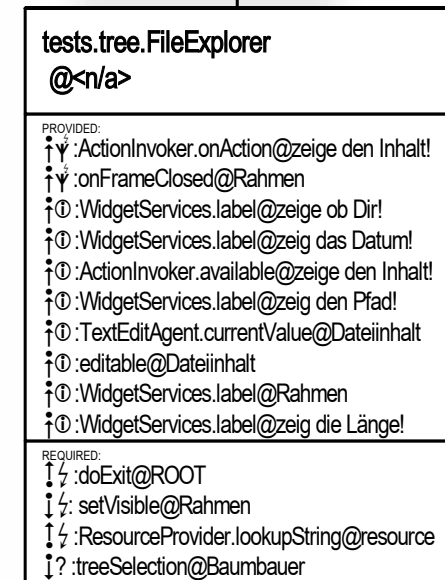 tests.tree.FileExplorer
@<n/a>
PROVIDED:
:ActionInvoker.onAction@zeige den Inhalt!
:onFrameClosed@Rahmen
:WidgetServices.label@zeige ob Dir!
:WidgetServices.label@zeig das Datum!
:ActionInvoker.available@zeige den Inhalt!
:WidgetServices.label@zeig den Pfad!
:TextEditAgent.currentValue@Dateiinhalt
:editable@Dateiinhalt
:WidgetServices.label@Rahmen
:WidgetServices.label@zeig die Länge!
REQUIRED:
:doExit@ROOT
: setVisible@Rahmen
:ResourceProvider.lookupString@resource
? :treeSelection@Baumbauer